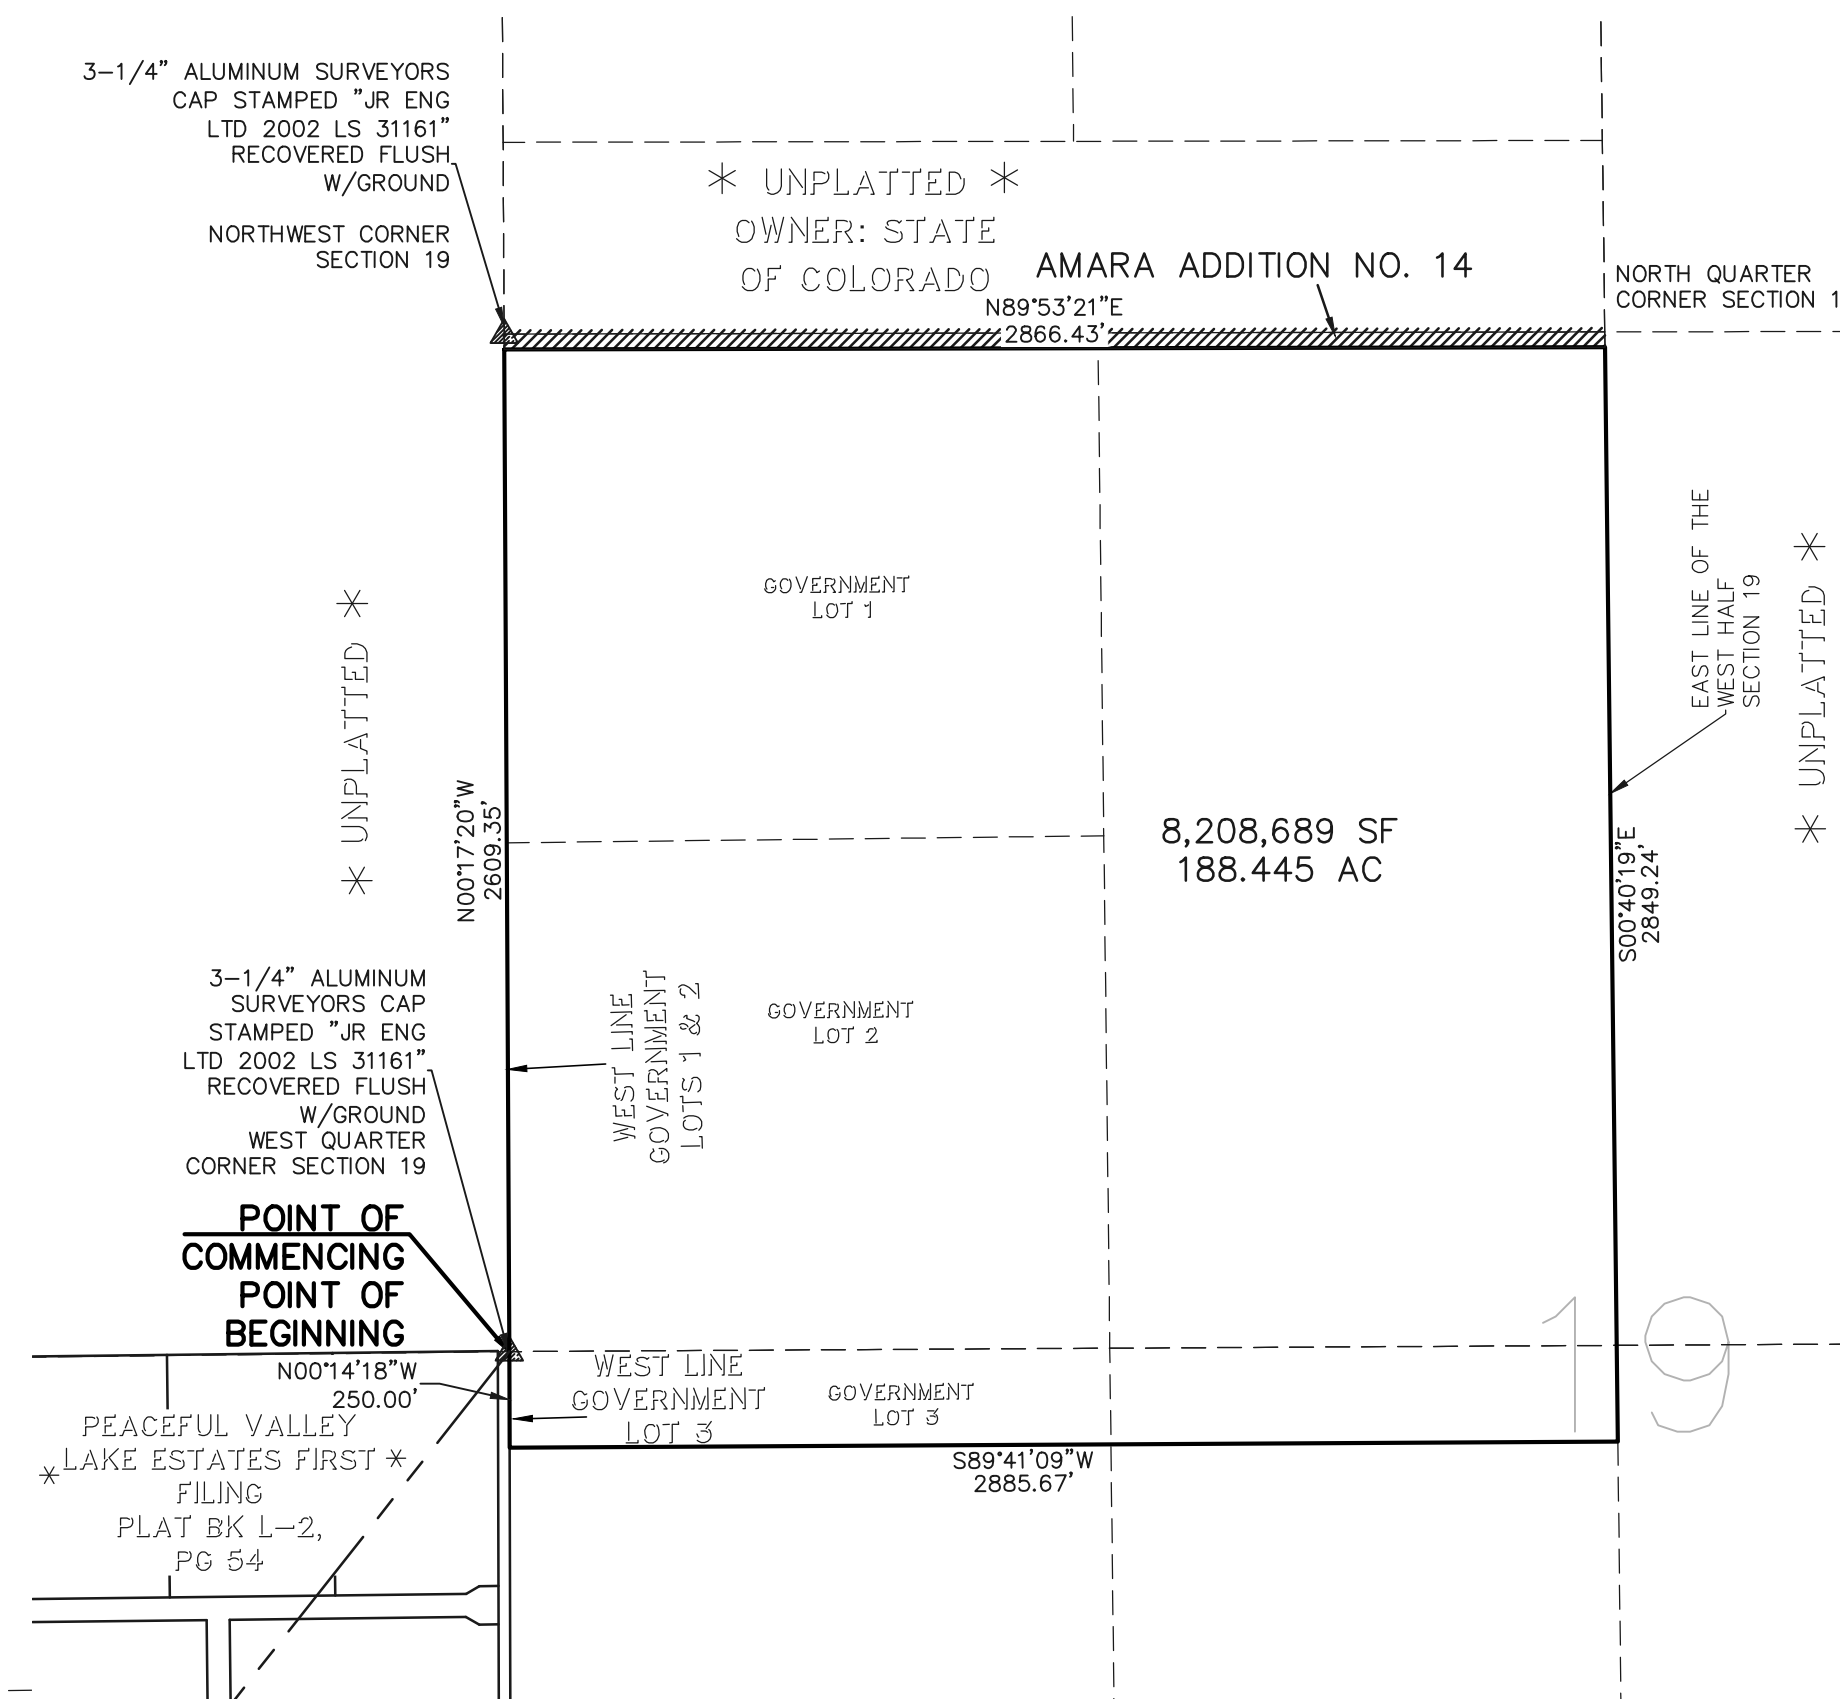 3-1/4" ALUMINUM SURVEYORS
CAP STAMPED "JR ENG
LTD 2002 LS 31161"
RECOVERED FLUSH
W/GROUND
NORTHWEST CORNER
SECTION 19
* UNPLATTED *
OWNER: STATE
OF COLORADO
AMARA ADDITION NO. 14
NORTH QUARTER
CORNER SECTION 1
N89°53'21"E
2866.43'
GOVERNMENT
LOT 1
EAST LINE OF THE
WEST HALF
SECTION 19
* UNPLATTED *
* UNPLATTED *
N00°17'20"W
2609.35'
8,208,689 SF
188.445 AC
S00°40'19"E
2849.24'
3-1/4" ALUMINUM
SURVEYORS CAP
STAMPED "JR ENG
LTD 2002 LS 31161"
RECOVERED FLUSH
W/GROUND
WEST QUARTER
CORNER SECTION 19
WEST LINE
GOVERNMENT
LOTS 1 & 2
GOVERNMENT
LOT 2
POINT OF
COMMENCING
POINT OF
BEGINNING
N00°14'18"W
250.00'
WEST LINE
GOVERNMENT
LOT 3
GOVERNMENT
LOT 3
19
S89°41'09"W
2885.67'
PEACEFUL VALLEY
* LAKE ESTATES FIRST *
FILING
PLAT BK L-2,
PG 54